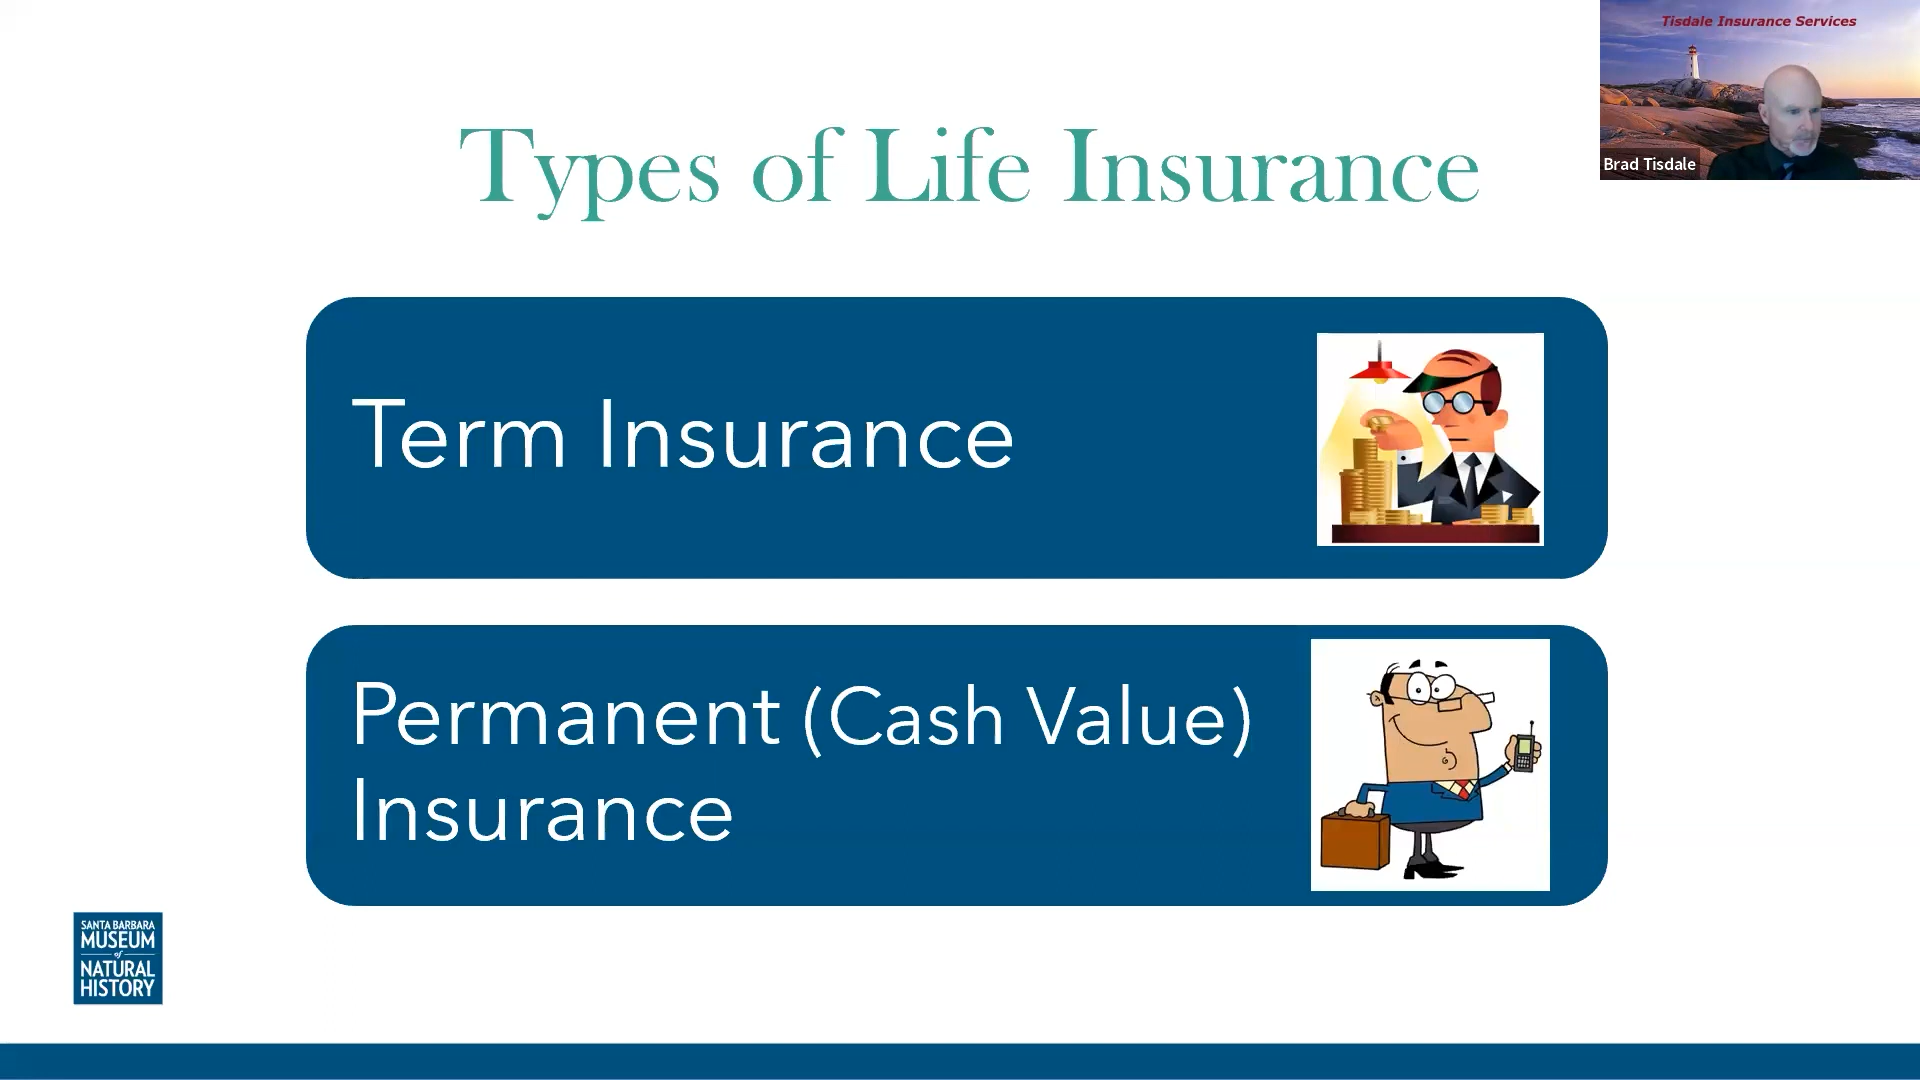 Tisdale Insurance Services
Brad Tisdale
Types of Life Insurance
Term Insurance
Permanent (Cash Value)
Insurance
SANTA BARBARA
MUSEUM
of
NATURAL
HISTORY